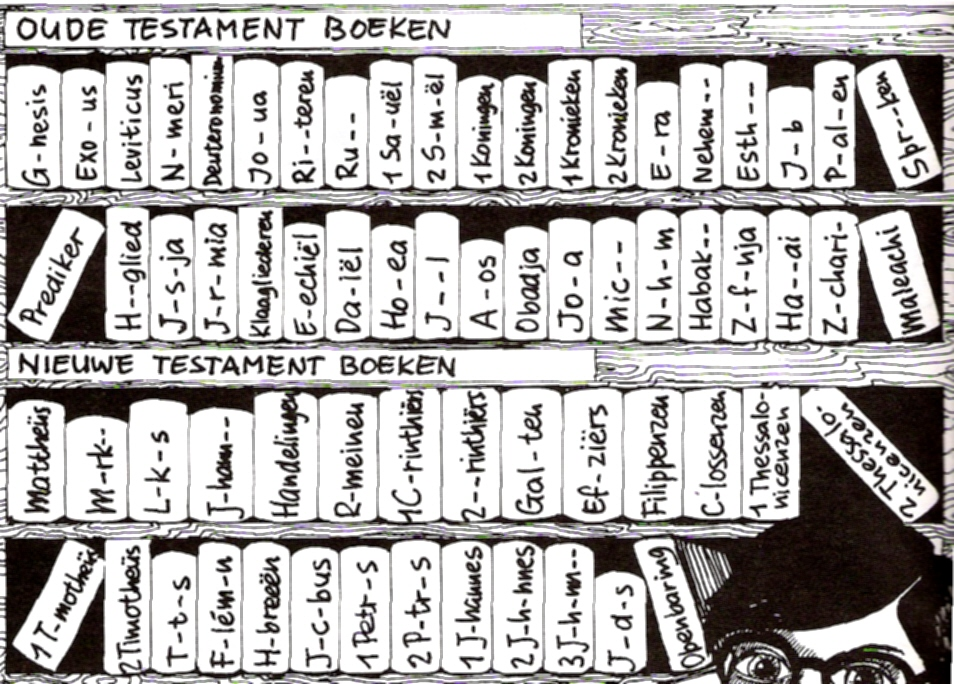 OUDE TESTAMENT BOEKEN
G-nesis
Exo-us
Leviticus
N-meri
Deuteronomium
Jo-ua
Ri--teren
Ru--
1 Sa-uël
2 S-m-ël
1 Koningen
2 Koningen
1 Kronieken
2 Kronieken
E-ra
Nehem--
Esth--
J-b
P-al-en
Spr--ken
Prediker
H--glied
J-s-ja
J-r-mia
Klaagliederen
E-echiël
Da-iël
Ho-ea
J--l
A-os
Obadja
Jo-a
Mic--
N-h-m
Habak--
Z-f-nja
Ha--ai
Z-chari-
Maleachi
NIEUWE TESTAMENT BOEKEN
Mattheüs
M-rk--
L-k-s
J-hann--
Handelingen
R-meinen
1C-rinthiërs
2--rinthiërs
Gal-ten
Ef-ziërs
Filippenzen
C-lossenzen
1 Thessalo-
nicenzen
2 Thessalo-
nicenzen
1 T-motheüs
2 Timotheüs
T-t-s
F-lém-n
H-breeën
J-c-bus
1 Petr-s
2 P-tr-s
1 J-hannes
2 J-h-nnes
3 J-h-m--
J-d-s
Openbaring